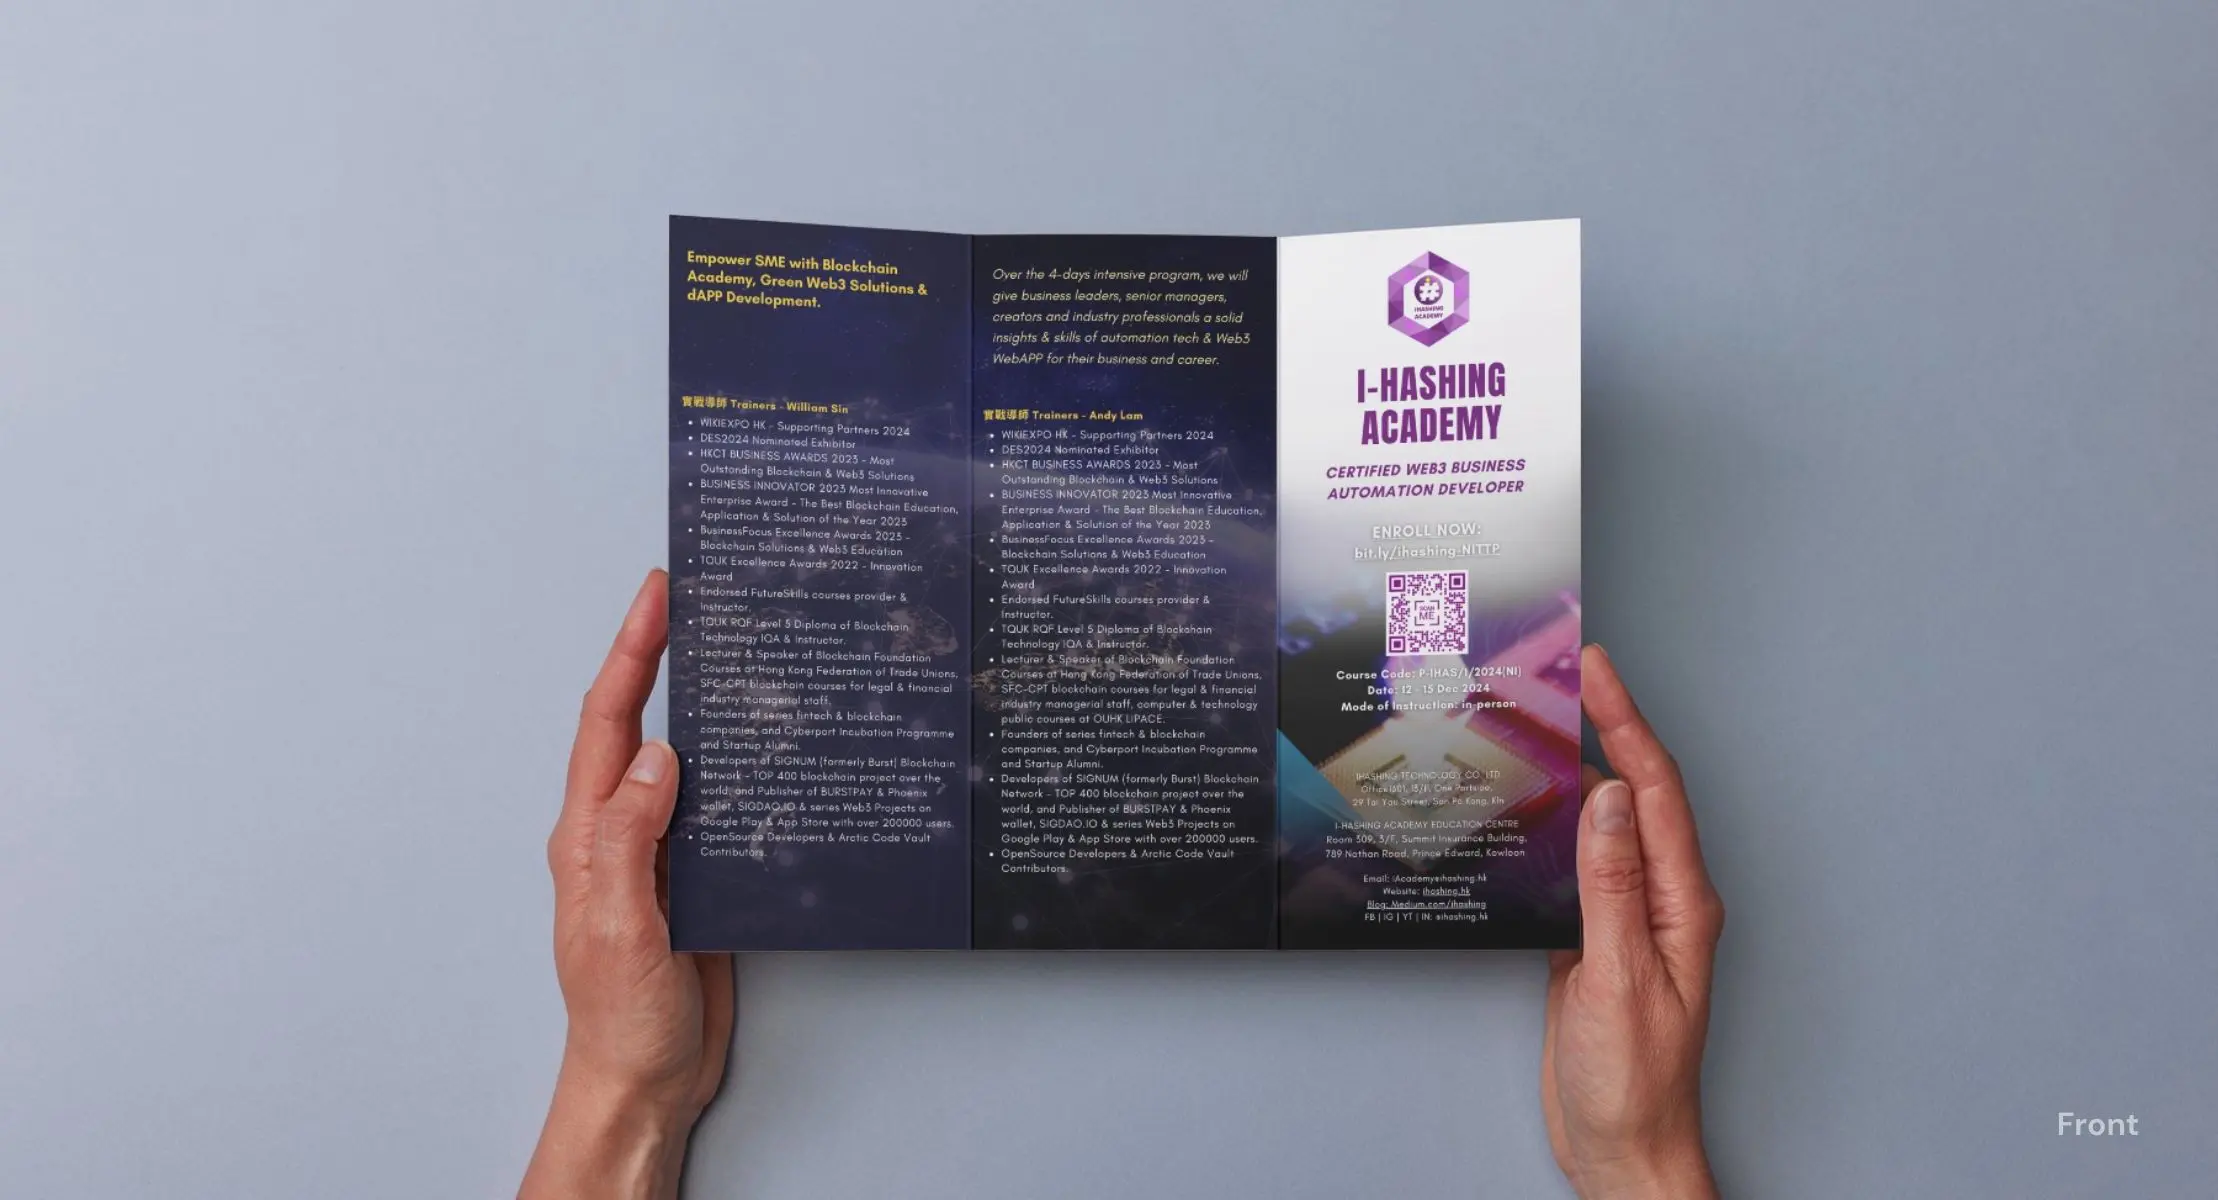 Empower SME with Blockchain
Academy, Green Web3 Solutions &
dAPP Development.
實戰導師 Trainers - William Sin
• WIKIEXPO HK - Supporting Partners 2024
• DES2024 Nominated Exhibitor
• HKCT BUSINESS AWARDS 2023 - Most
Outstanding Blockchain & Web3 Solutions
• BUSINESS INNOVATOR 2023 Most Innovative
Enterprise Award - The Best Blockchain Education,
Application & Solution of the Year 2023
• BusinessFocus Excellence Awards 2023 -
Blockchain Solutions & Web3 Education
• TQUK Excellence Awards 2022 - Innovation
Award
• Endorsed FutureSkills courses provider &
Instructor.
• TQUK RQF Level 5 Diploma of Blockchain
Technology IQA & Instructor.
• Lecturer & Speaker of Blockchain Foundation
Courses at Hong Kong Federation of Trade Unions,
SFC-CPT blockchain courses for legal & financial
industry managerial staff.
• Founders of series fintech & blockchain
companies, and Cyberport Incubation Programme
and Startup Alumni.
• Developers of SIGNUM (formerly Burst) Blockchain
Network - TOP 400 blockchain project over the
world, and Publisher of BURSTPAY & Phoenix
wallet, SIGDAO.IO & series Web3 Projects on
Google Play & App Store with over 200000 users.
• OpenSource Developers & Arctic Code Vault
Contributors.
Over the 4-days intensive program, we will
give business leaders, senior managers,
creators and industry professionals a solid
insights & skills of automation tech & Web3
WebAPP for their business and career.
實戰導師 Trainers - Andy Lam
• WIKIEXPO HK - Supporting Partners 2024
• DES2024 Nominated Exhibitor
• HKCT BUSINESS AWARDS 2023 - Most
Outstanding Blockchain & Web3 Solutions
• BUSINESS INNOVATOR 2023 Most Innovative
Enterprise Award - The Best Blockchain Education,
Application & Solution of the Year 2023
• BusinessFocus Excellence Awards 2023 -
Blockchain Solutions & Web3 Education
• TQUK Excellence Awards 2022 - Innovation
Award
• Endorsed FutureSkills courses provider &
Instructor.
• TQUK RQF Level 5 Diploma of Blockchain
Technology IQA & Instructor.
• Lecturer & Speaker of Blockchain Foundation
Courses at Hong Kong Federation of Trade Unions,
SFC-CPT blockchain courses for legal & financial
industry managerial staff, computer & technology
public courses at OUHK LIPACE.
• Founders of series fintech & blockchain
companies, and Cyberport Incubation Programme
and Startup Alumni.
• Developers of SIGNUM (formerly Burst) Blockchain
Network - TOP 400 blockchain project over the
world, and Publisher of BURSTPAY & Phoenix
wallet, SIGDAO.IO & series Web3 Projects on
Google Play & App Store with over 200000 users.
• OpenSource Developers & Arctic Code Vault
Contributors.
#
IHASHING
ACADEMY
I-HASHING
ACADEMY
CERTIFIED WEB3 BUSINESS
AUTOMATION DEVELOPER
ENROLL NOW:
bit.ly/ihashing-NITTP
SCAN
ME
Course Code: P-IHAS/1/2024(NI)
Date: 12 - 15 Dec 2024
Mode of Instruction: in-person
IHASHING TECHNOLOGY CO. LTD
Office 1501, 15/F, One Portside,
29 Tai Yau Street, San Po Kong, Kln
I-HASHING ACADEMY EDUCATION CENTRE
Room 309, 3/F, Summit Insurance Building,
789 Nathan Road, Prince Edward, Kowloon
Email: iAcademy@ihashing.hk
Website: ihashing.hk
Blog: Medium.com/ihashing
FB | IG | YT | IN: @ihashing.hk
Front